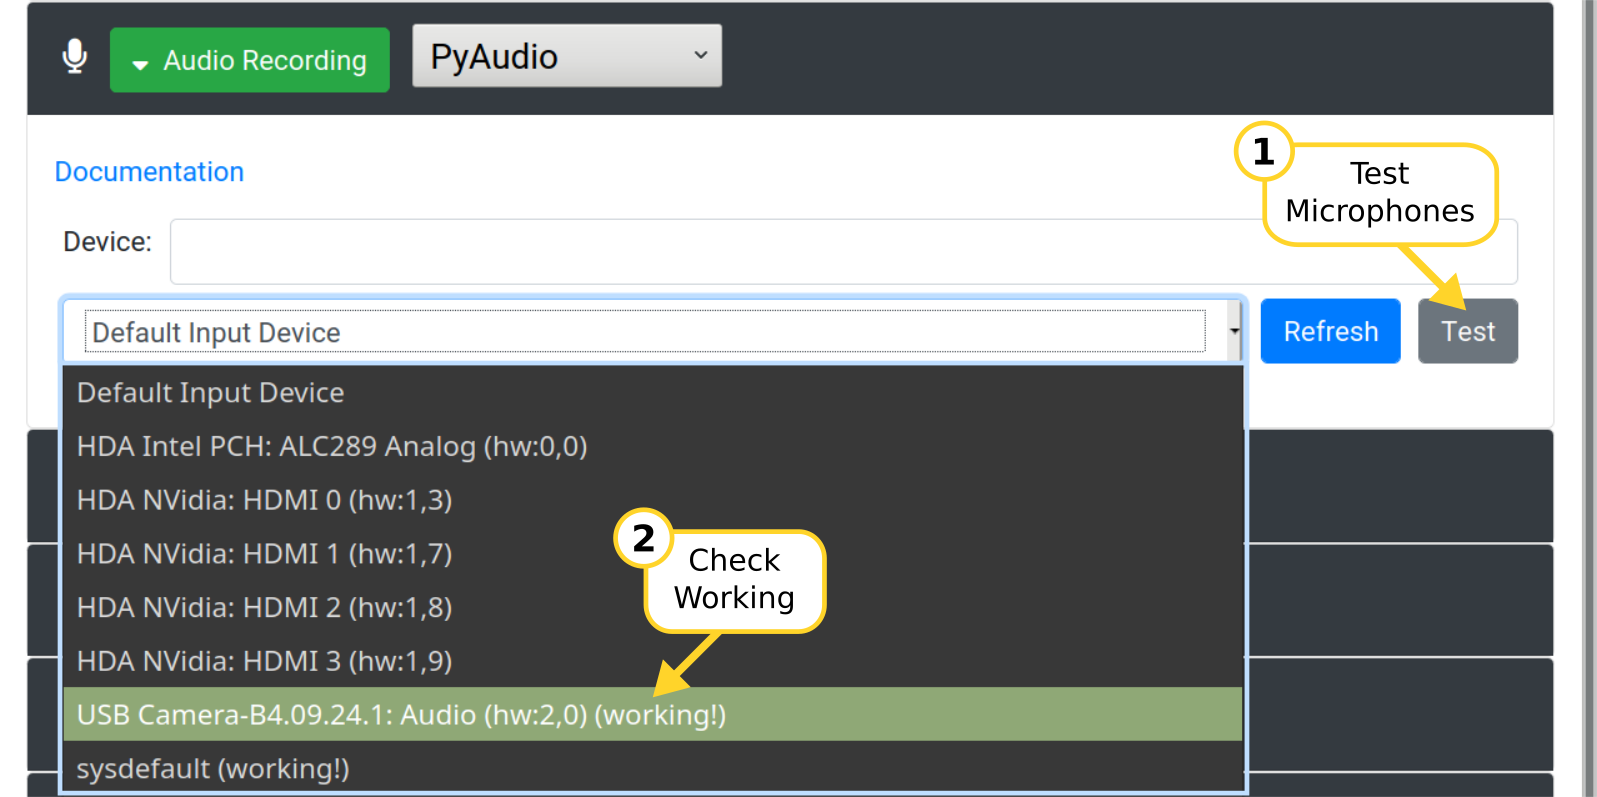 Audio Recording
PyAudio
Documentation
1
Test
Microphones
Device:
Default Input Device
Refresh
Test
Default Input Device
HDA Intel PCH: ALC289 Analog (hw:0,0)
HDA NVidia: HDMI 0 (hw:1,3)
HDA NVidia: HDMI 1 (hw:1,7)
HDA NVidia: HDMI 2 (hw:1,8)
HDA NVidia: HDMI 3 (hw:1,9)
2
Check
Working
USB Camera-B4.09.24.1: Audio (hw:2,0) (working!)
sysdefault (working!)